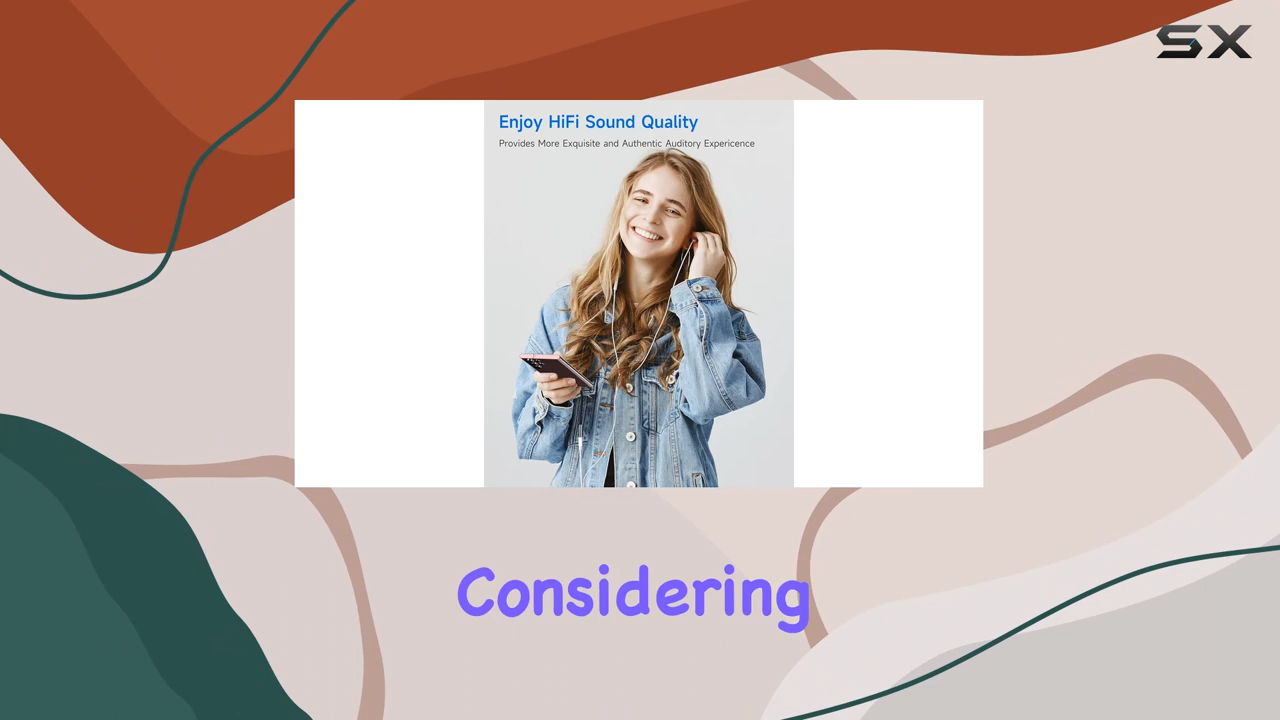 SX
Enjoy HiFi Sound Quality
Provides More Exquisite and Authentic Auditory Expericence
Considering